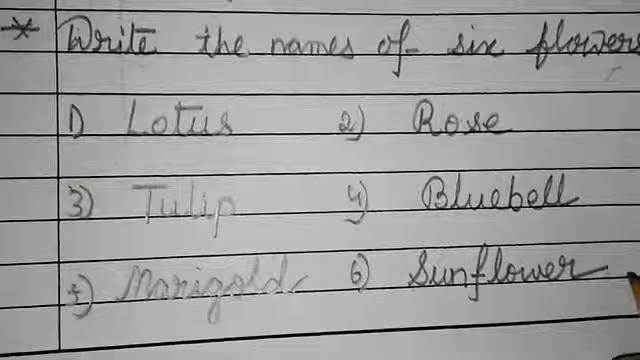 * Write the names of six flowers
1) Lotus 2) Rose
3) Tulip 4) Bluebell
5) Marigold 6) Sunflower